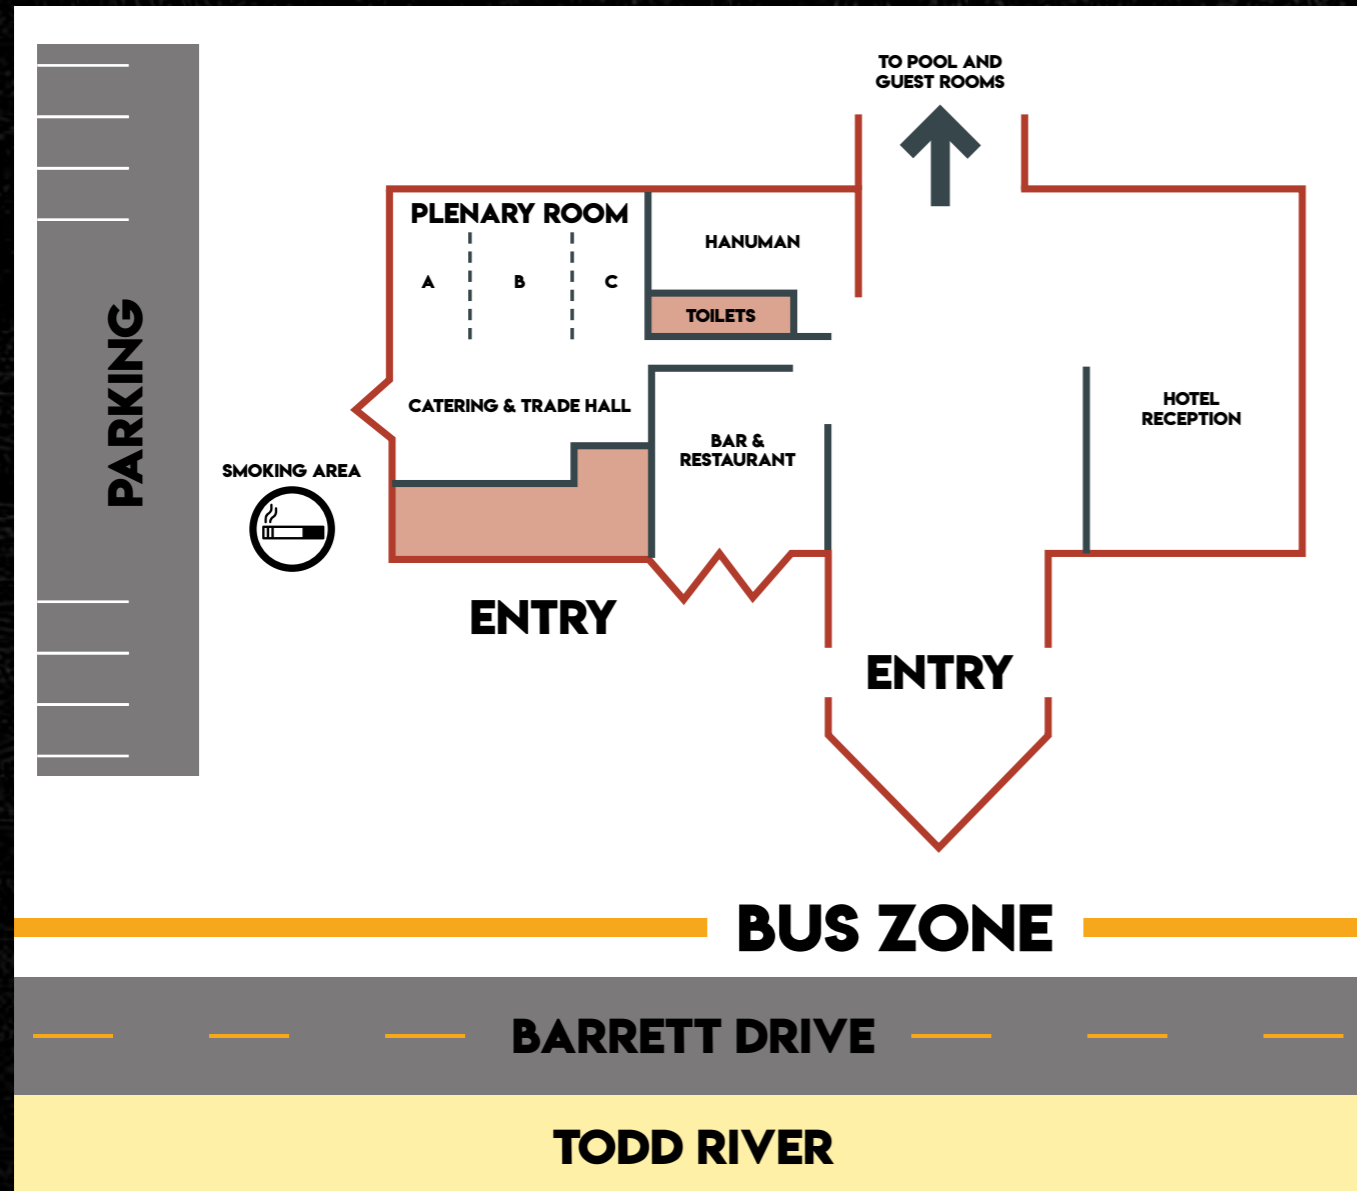 TO POOL AND
GUEST ROOMS
PLENARY ROOM
A
B
C
HANUMAN
TOILETS
PARKING
CATERING & TRADE HALL
BAR &
RESTAURANT
HOTEL
RECEPTION
SMOKING AREA
ENTRY
ENTRY
BUS ZONE
BARRETT DRIVE
TODD RIVER